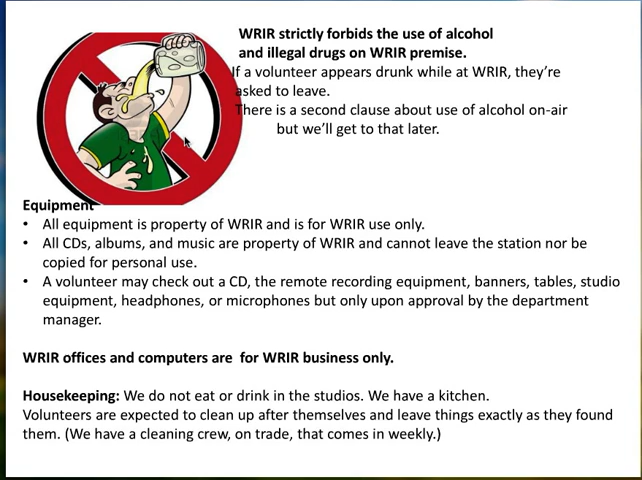 WRIR strictly forbids the use of alcohol
and illegal drugs on WRIR premise.
If a volunteer appears drunk while at WRIR, they’re
asked to leave.
There is a second clause about use of alcohol on-air
but we’ll get to that later.
Equipment
• All equipment is property of WRIR and is for WRIR use only.
• All CDs, albums, and music are property of WRIR and cannot leave the station nor be
copied for personal use.
• A volunteer may check out a CD, the remote recording equipment, banners, tables, studio
equipment, headphones, or microphones but only upon approval by the department
manager.
WRIR offices and computers are  for WRIR business only.
Housekeeping: We do not eat or drink in the studios. We have a kitchen.
Volunteers are expected to clean up after themselves and leave things exactly as they found
them. (We have a cleaning crew, on trade, that comes in weekly.)